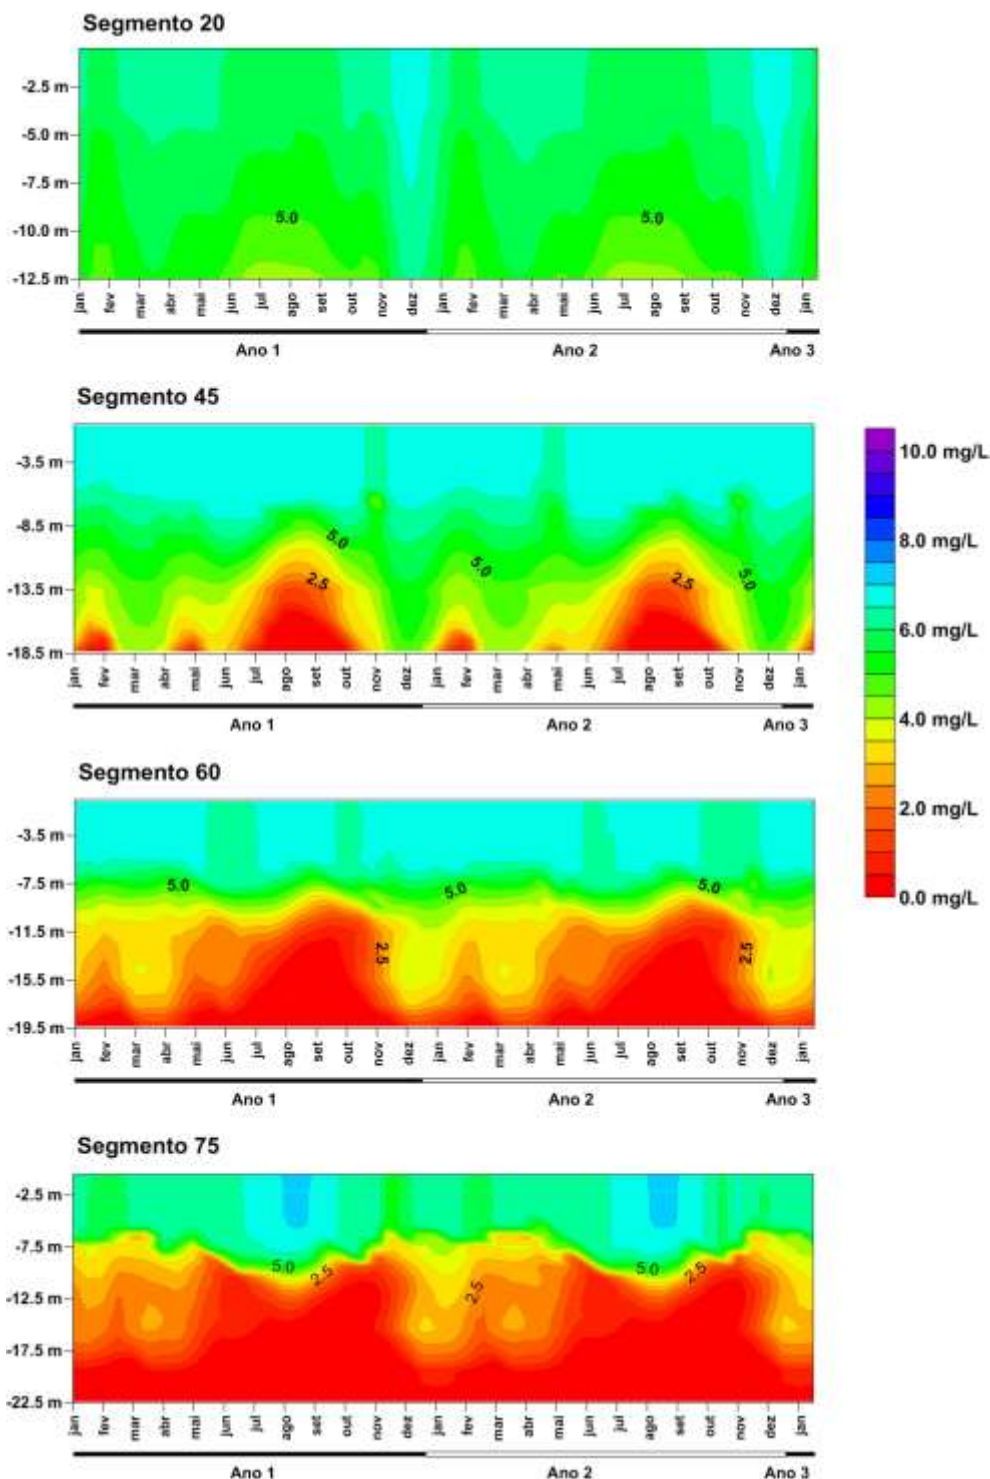 Segmento 20
-2.5 m
-5.0 m
-7.5 m
-10.0 m
-12.5 m
5.0 5.0
jan fev mar abr mai jun jul ago set out nov dez jan fev mar abr mai jun jul ago set out nov dez jan
Ano 1 Ano 2 Ano 3
Segmento 45
-3.5 m
-8.5 m
-13.5 m
-18.5 m
5.0 2.5 5.0 2.5 5.0
jan fev mar abr mai jun jul ago set out nov dez jan fev mar abr mai jun jul ago set out nov dez jan
Ano 1 Ano 2 Ano 3
10.0 mg/L
8.0 mg/L
6.0 mg/L
4.0 mg/L
2.0 mg/L
0.0 mg/L
Segmento 60
-3.5 m
-7.5 m
-11.5 m
-15.5 m
-19.5 m
5.0 2.5 5.0 5.0 2.5
jan fev mar abr mai jun jul ago set out nov dez jan fev mar abr mai jun jul ago set out nov dez jan
Ano 1 Ano 2 Ano 3
Segmento 75
-2.5 m
-7.5 m
-12.5 m
-17.5 m
-22.5 m
5.0 2.5 2.5 5.0 2.5
jan fev mar abr mai jun jul ago set out nov dez jan fev mar abr mai jun jul ago set out nov dez jan
Ano 1 Ano 2 Ano 3